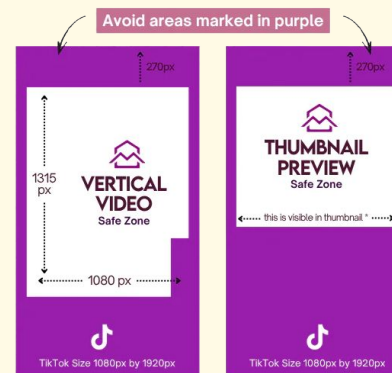 Avoid areas marked in purple
270px
1315
px
VERTICAL
VIDEO
Safe Zone
1080 px
TikTok Size 1080px by 1920px
270px
THUMBNAIL
PREVIEW
Safe Zone
this is visible in thumbnail *
TikTok Size 1080px by 1920px